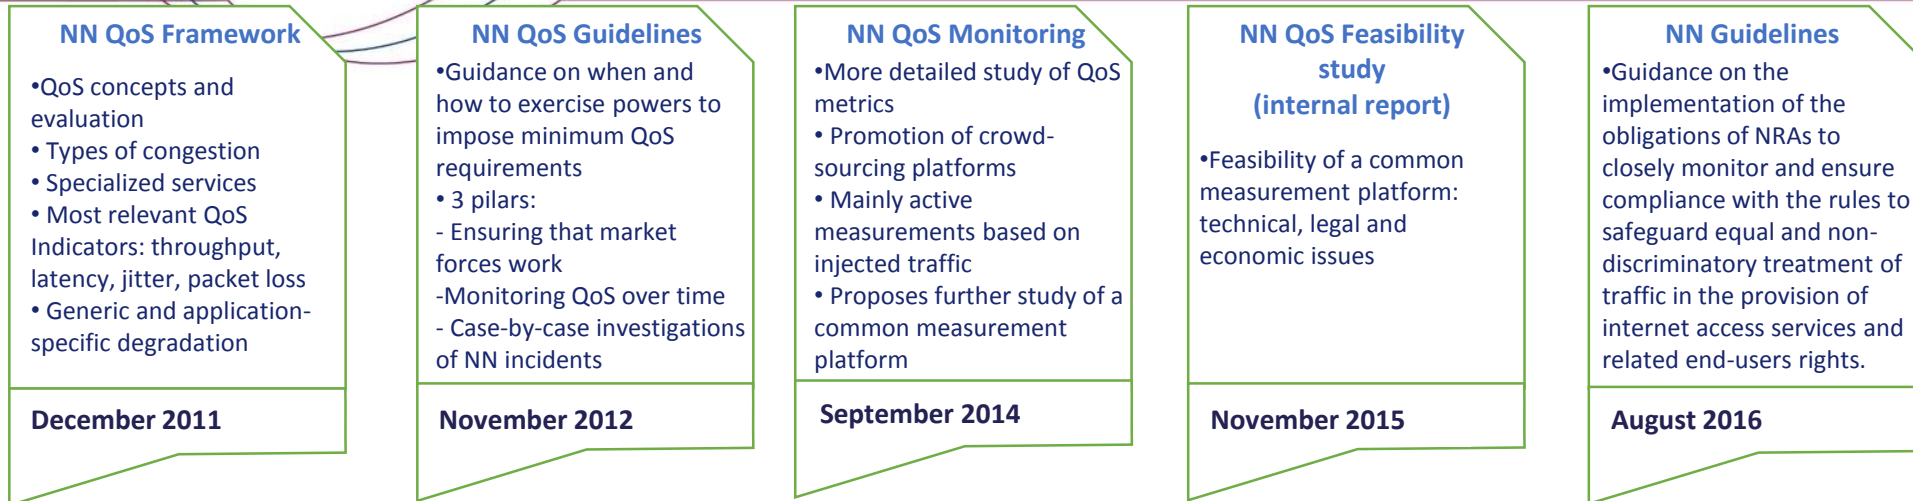 NN QoS Framework
•QoS concepts and
evaluation
• Types of congestion
• Specialized services
• Most relevant QoS
Indicators: throughput,
latency, jitter, packet loss
• Generic and application-
specific degradation
December 2011
NN QoS Guidelines
•Guidance on when and
how to exercise powers to
impose minimum QoS
requirements
• 3 pilars:
- Ensuring that market
forces work
-Monitoring QoS over time
- Case-by-case investigations
of NN incidents
November 2012
NN QoS Monitoring
•More detailed study of QoS
metrics
• Promotion of crowd-
sourcing platforms
• Mainly active
measurements based on
injected traffic
• Proposes further study of a
common measurement
platform
September 2014
NN QoS Feasibility
study
(internal report)
•Feasibility of a common
measurement platform:
technical, legal and
economic issues
November 2015
NN Guidelines
•Guidance on the
implementation of the
obligations of NRAs to
closely monitor and ensure
compliance with the rules to
safeguard equal and non-
discriminatory treatment of
traffic in the provision of
internet access services and
related end-users rights.
August 2016